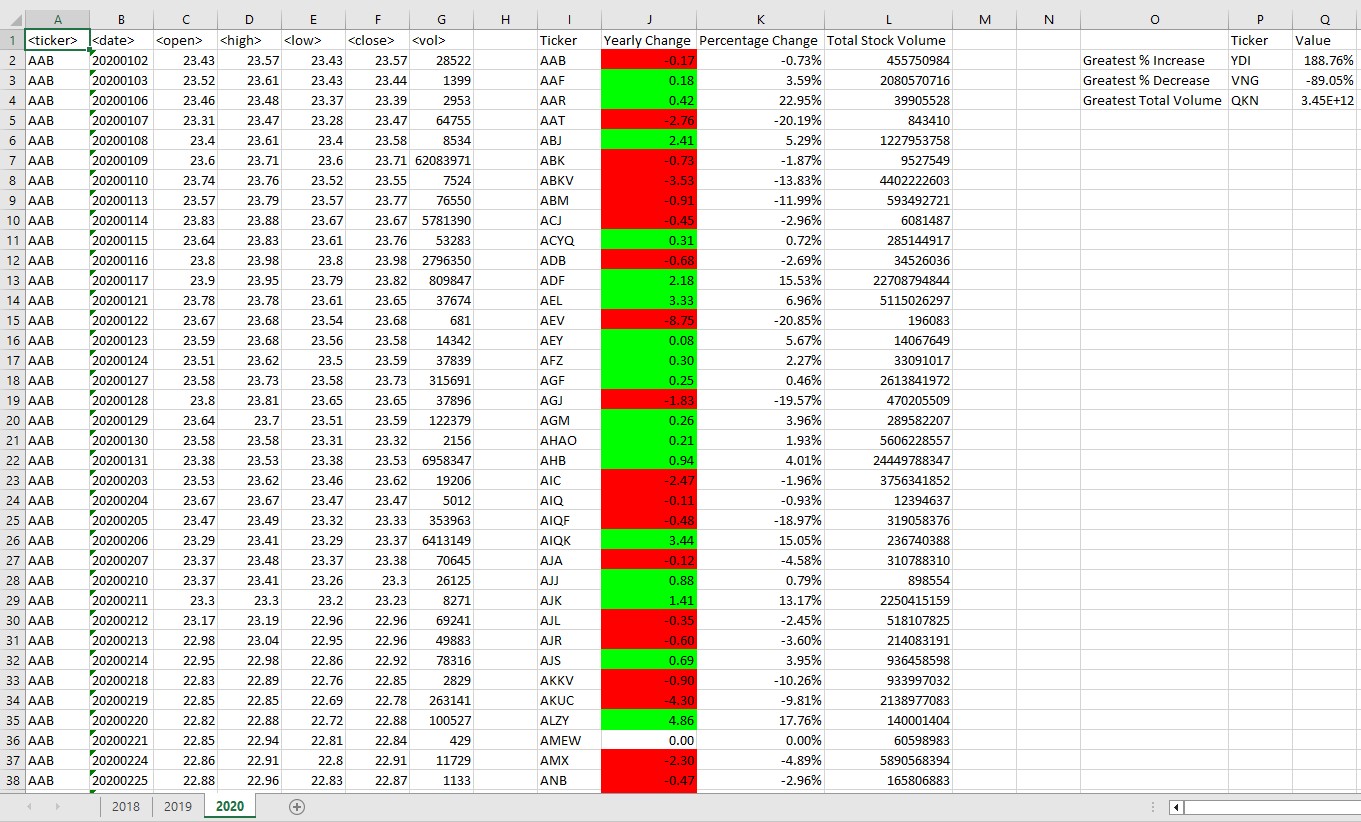 A B C D E F G H I J K L M N O P Q
1 <ticker> <date> <open> <high> <low> <close> <vol> Ticker Yearly Change Percentage Change Total Stock Volume Ticker Value
2 AAB 20200102 23.43 23.57 23.43 23.57 28522 AAB -0.17 -0.73% 455750984 Greatest % Increase YDI 188.76%
3 AAB 20200103 23.52 23.61 23.43 23.44 1399 AAF 0.18 3.59% 2080570716 Greatest % Decrease VNG -89.05%
4 AAB 20200106 23.46 23.48 23.37 23.39 2953 AAR 0.42 22.95% 39905528 Greatest Total Volume QKN 3.45E+12
5 AAB 20200107 23.31 23.47 23.28 23.47 64755 AAT -2.76 -20.19% 843410
6 AAB 20200108 23.4 23.61 23.4 23.58 8534 ABJ 2.41 5.29% 1227953758
7 AAB 20200109 23.6 23.71 23.6 23.71 62083971 ABK -0.73 -1.87% 9527549
8 AAB 20200110 23.74 23.76 23.52 23.55 7524 ABKV -3.53 -13.83% 4402222603
9 AAB 20200113 23.57 23.79 23.57 23.77 76550 ABM -0.91 -11.99% 593492721
10 AAB 20200114 23.83 23.88 23.67 23.67 5781390 ACJ -0.45 -2.96% 6081487
11 AAB 20200115 23.64 23.83 23.61 23.76 53283 ACYQ 0.31 0.72% 285144917
12 AAB 20200116 23.8 23.98 23.8 23.98 2796350 ADB -0.68 -2.69% 34526036
13 AAB 20200117 23.9 23.95 23.79 23.82 809847 ADF 2.18 15.53% 22708794844
14 AAB 20200121 23.78 23.78 23.61 23.65 37674 AEL 3.33 6.96% 5115026297
15 AAB 20200122 23.67 23.68 23.54 23.68 681 AEV -8.75 -20.85% 196083
16 AAB 20200123 23.59 23.68 23.56 23.58 14342 AEY 0.08 5.67% 14067649
17 AAB 20200124 23.51 23.62 23.5 23.59 37839 AFZ 0.30 2.27% 33091017
18 AAB 20200127 23.58 23.73 23.58 23.73 315691 AGF 0.25 0.46% 2613841972
19 AAB 20200128 23.8 23.81 23.65 23.65 37896 AGJ -1.83 -19.57% 470205509
20 AAB 20200129 23.64 23.7 23.51 23.59 122379 AGM 0.26 3.96% 289582207
21 AAB 20200130 23.58 23.58 23.31 23.32 2156 AHAO 0.21 1.93% 5606228557
22 AAB 20200131 23.38 23.53 23.38 23.53 6958347 AHB 0.94 4.01% 24449788347
23 AAB 20200203 23.53 23.62 23.46 23.62 19206 AIC -2.47 -1.96% 3756341852
24 AAB 20200204 23.67 23.67 23.47 23.47 5012 AIQ -0.11 -0.93% 12394637
25 AAB 20200205 23.47 23.49 23.32 23.33 353963 AIQF -0.48 -18.97% 319058376
26 AAB 20200206 23.29 23.41 23.29 23.37 6413149 AIQK 3.44 15.05% 236740388
27 AAB 20200207 23.37 23.48 23.37 23.38 70645 AJA -0.12 -4.58% 310788310
28 AAB 20200210 23.37 23.41 23.26 23.3 26125 AJJ 0.88 0.79% 898554
29 AAB 20200211 23.3 23.3 23.2 23.23 8271 AJK 1.41 13.17% 2250415159
30 AAB 20200212 23.17 23.19 22.96 22.96 69241 AJL -0.35 -2.45% 518107825
31 AAB 20200213 22.98 23.04 22.95 22.96 49883 AJR -0.60 -3.60% 214083191
32 AAB 20200214 22.95 22.98 22.86 22.92 78316 AJS 0.69 3.95% 936458598
33 AAB 20200218 22.83 22.89 22.76 22.85 2829 AKKV -0.90 -10.26% 933997032
34 AAB 20200219 22.85 22.85 22.69 22.78 263141 AKUC -4.30 -9.81% 2138977083
35 AAB 20200220 22.82 22.88 22.72 22.88 100527 ALZY 4.86 17.76% 140001404
36 AAB 20200221 22.85 22.94 22.81 22.84 429 AMEW 0.00 0.00% 60598983
37 AAB 20200224 22.86 22.91 22.8 22.91 11729 AMX -2.30 -4.89% 5890568394
38 AAB 20200225 22.88 22.96 22.83 22.87 1133 ANB -0.47 -2.96% 165806883
2018 2019 2020